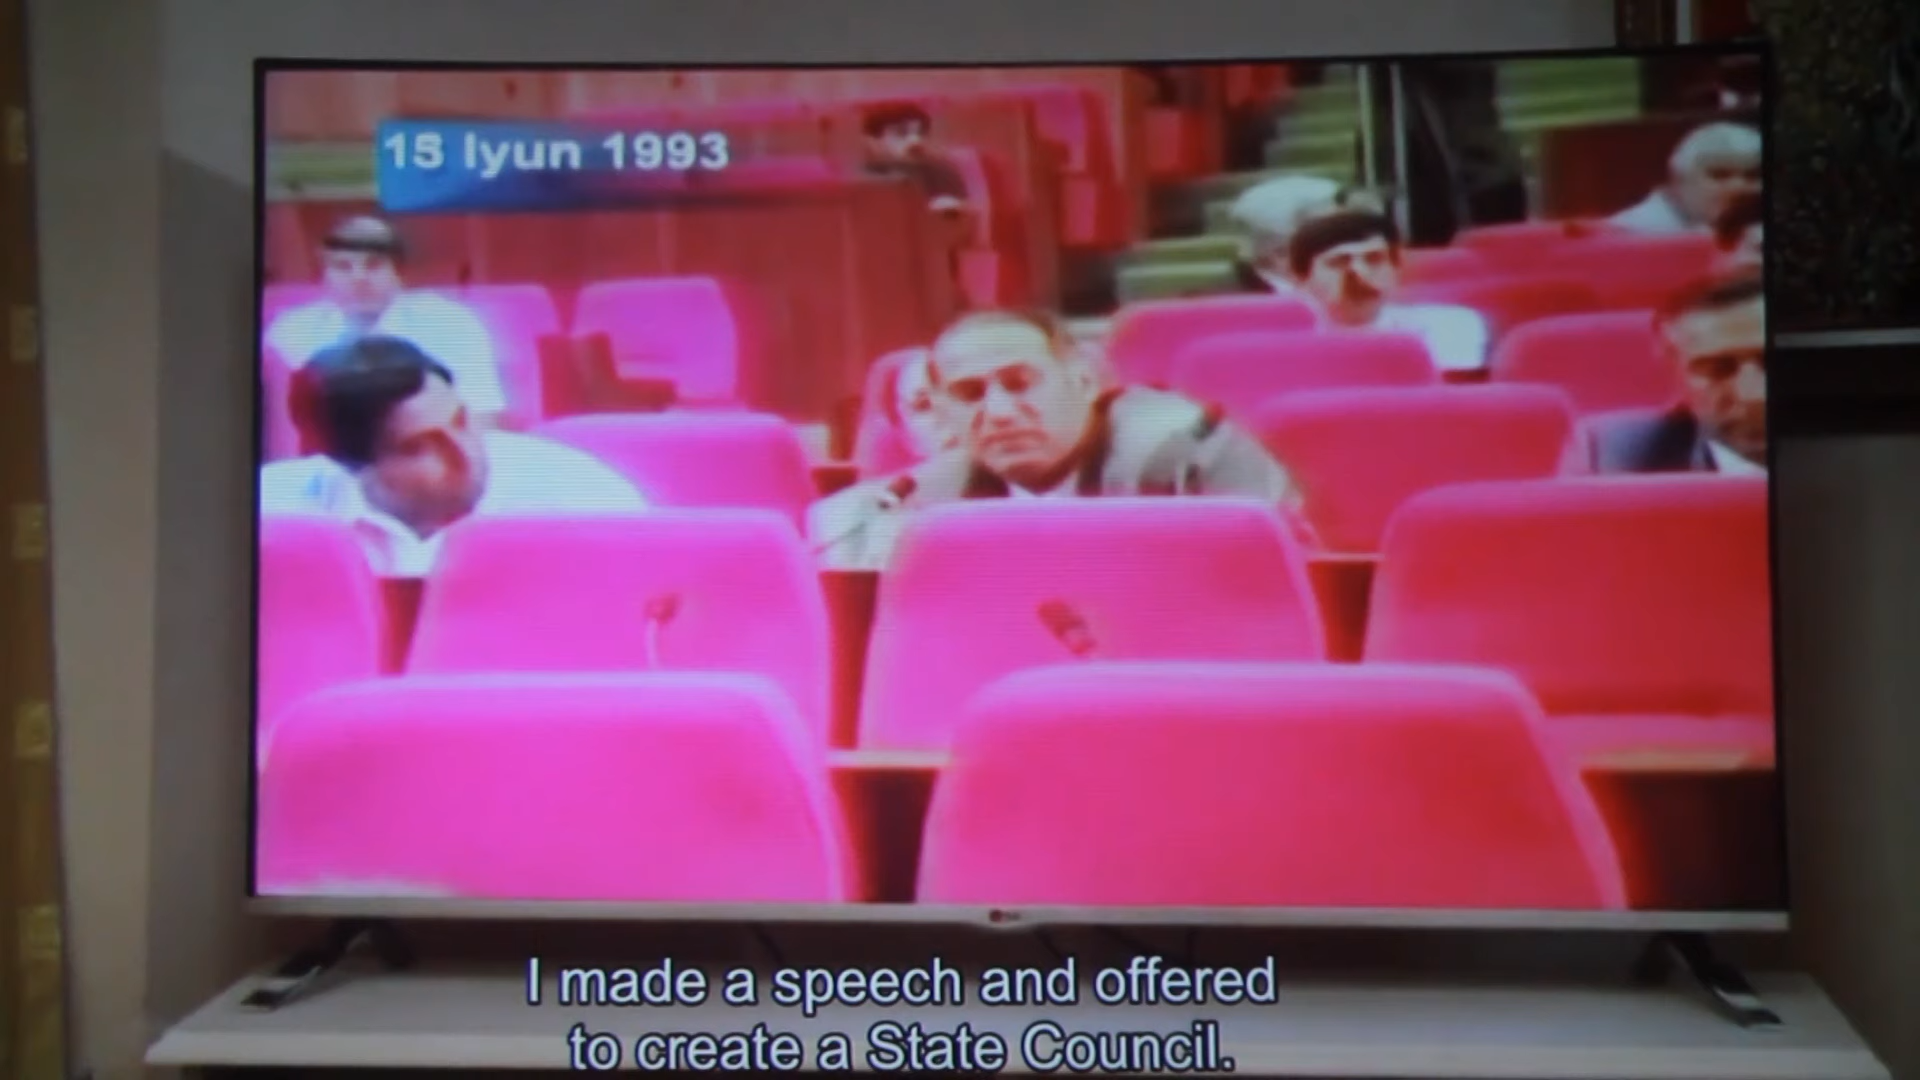 15 Iyun 1993
I made a speech and offered
to create a State Council.